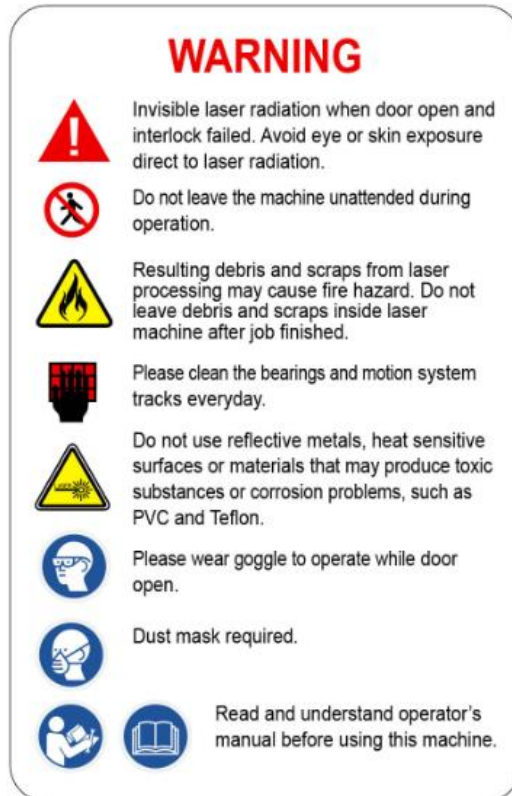 WARNING
Invisible laser radiation when door open and
interlock failed. Avoid eye or skin exposure
direct to laser radiation.
Do not leave the machine unattended during
operation.
Resulting debris and scraps from laser
processing may cause fire hazard. Do not
leave debris and scraps inside laser
machine after job finished.
Please clean the bearings and motion system
tracks everyday.
Do not use reflective metals, heat sensitive
surfaces or materials that may produce toxic
substances or corrosion problems, such as
PVC and Teflon.
LASER
Please wear goggle to operate while door
open.
Dust mask required.
Read and understand operator's
manual before using this machine.